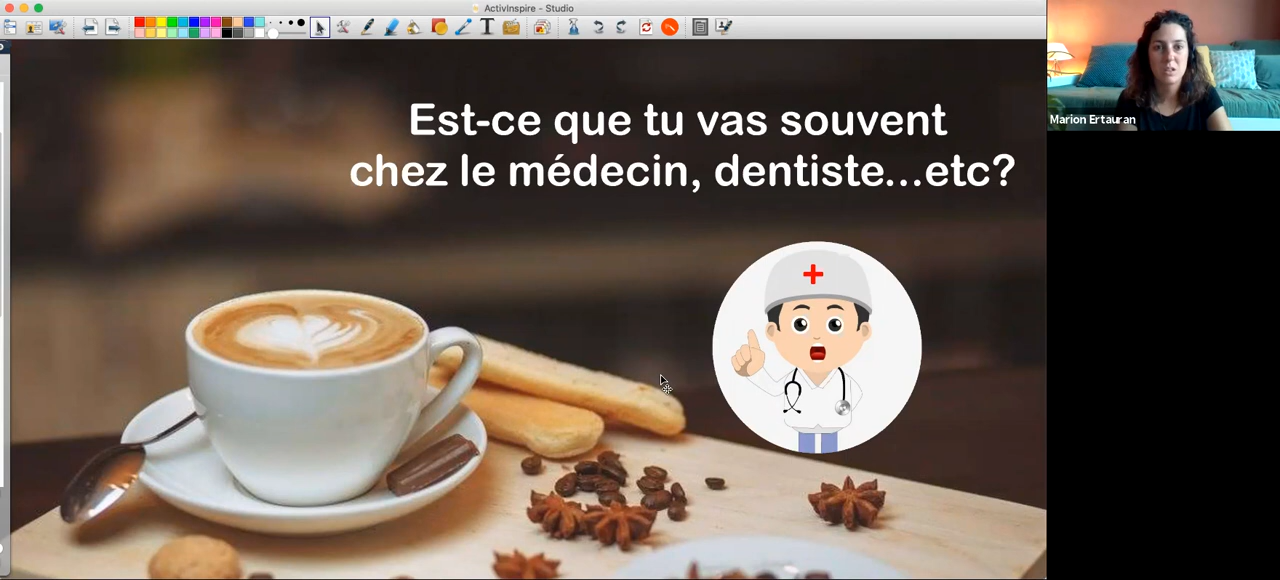 ActivInspire – Studio
Est-ce que tu vas souvent
chez le médecin, dentiste...etc?
Marion Ertauran